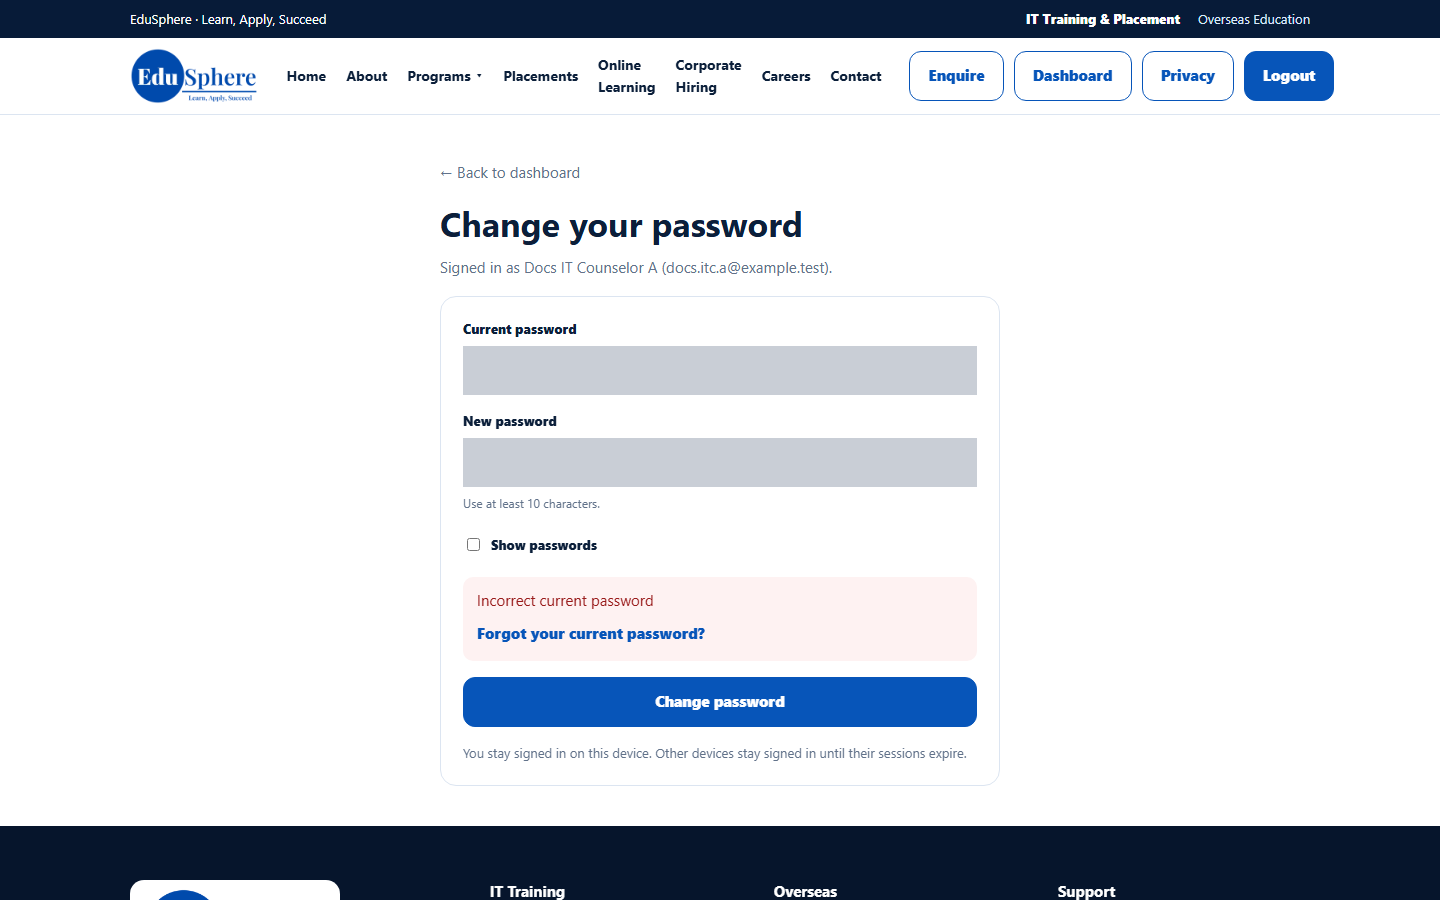 EduSphere · Learn, Apply, Succeed
IT Training & Placement
Overseas Education
EduSphere
Learn, Apply, Succeed
Home
About
Programs ▾
Placements
Online
Learning
Corporate
Hiring
Careers
Contact
Enquire
Dashboard
Privacy
Logout
← Back to dashboard
Change your password
Signed in as Docs IT Counselor A (docs.itc.a@example.test).
Current password
New password
Use at least 10 characters.
Show passwords
Incorrect current password
Forgot your current password?
Change password
You stay signed in on this device. Other devices stay signed in until their sessions expire.
IT Training
Overseas
Support